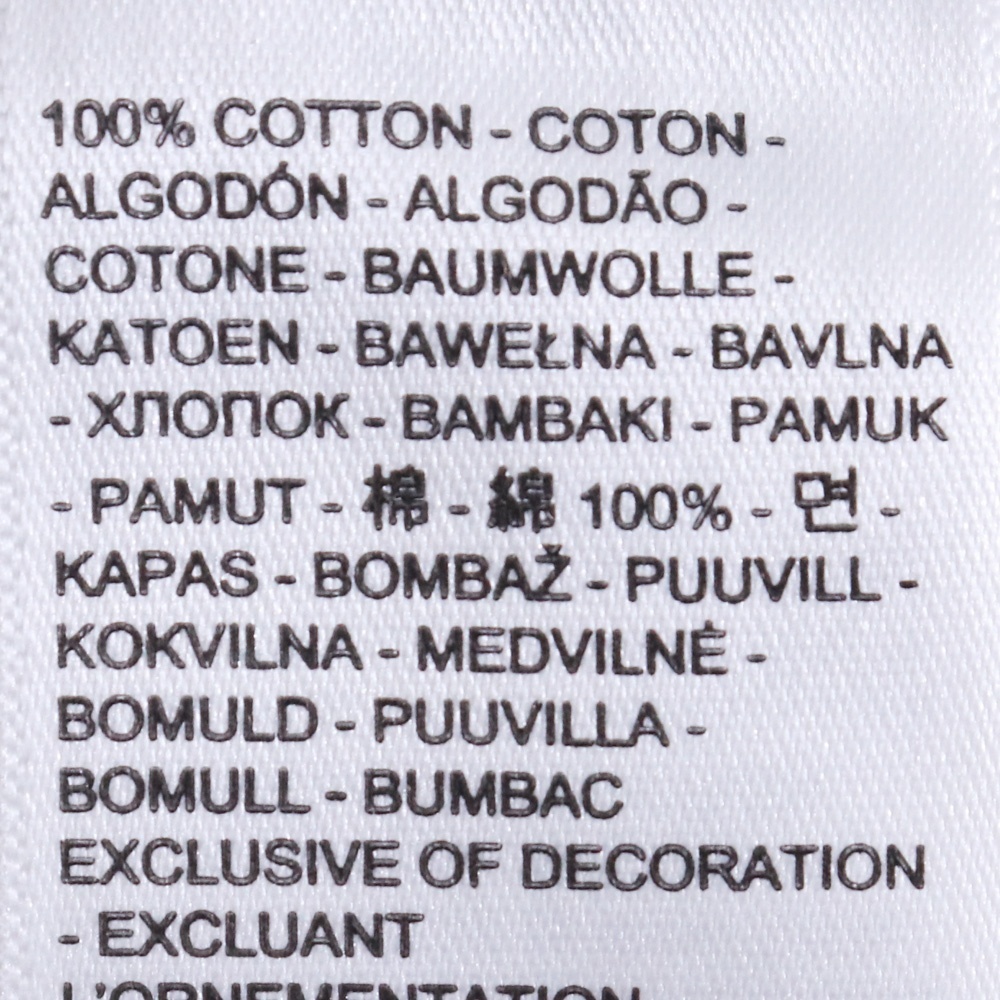 100% COTTON - COTON -
ALGODÓN - ALGODÃO -
COTONE - BAUMWOLLE -
KATOEN - BAWEŁNA - BAVLNA
- ХЛОПОК - BAMBAKI - PAMUK
- PAMUT - 棉 - 綿 100% - 면 -
KAPAS - BOMBAŽ - PUUVILL -
KOKVILNA - MEDVILNĖ -
BOMULD - PUUVILLA -
BOMULL - BUMBAC
EXCLUSIVE OF DECORATION
- EXCLUANT
L'ORNEMENTATION